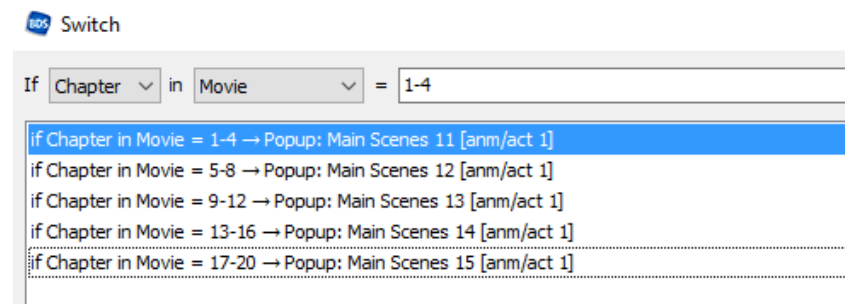 BDS Switch
If Chapter in Movie = 1-4
if Chapter in Movie = 1-4 → Popup: Main Scenes 11 [anm/act 1]
if Chapter in Movie = 5-8 → Popup: Main Scenes 12 [anm/act 1]
if Chapter in Movie = 9-12 → Popup: Main Scenes 13 [anm/act 1]
if Chapter in Movie = 13-16 → Popup: Main Scenes 14 [anm/act 1]
if Chapter in Movie = 17-20 → Popup: Main Scenes 15 [anm/act 1]